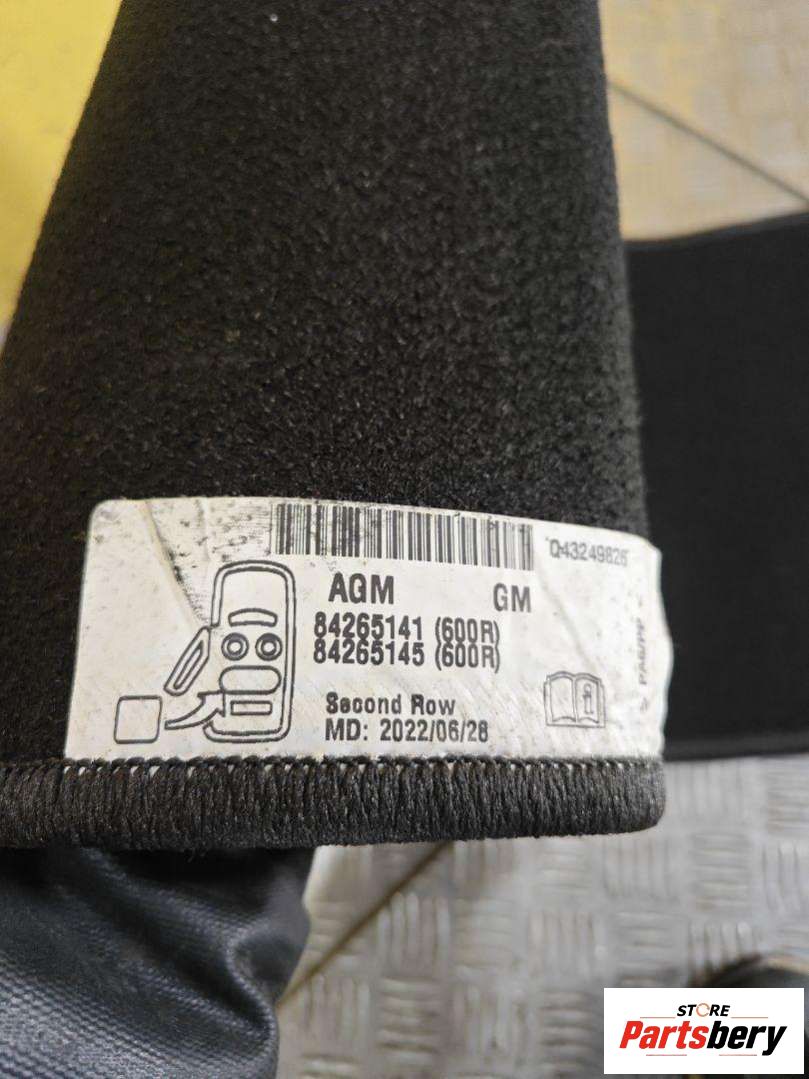 *Q43249826*
AGM GM
84265141 (600R)
84265145 (600R)
Second Row
MD: 2022/06/28
i
STORE
Partsbery